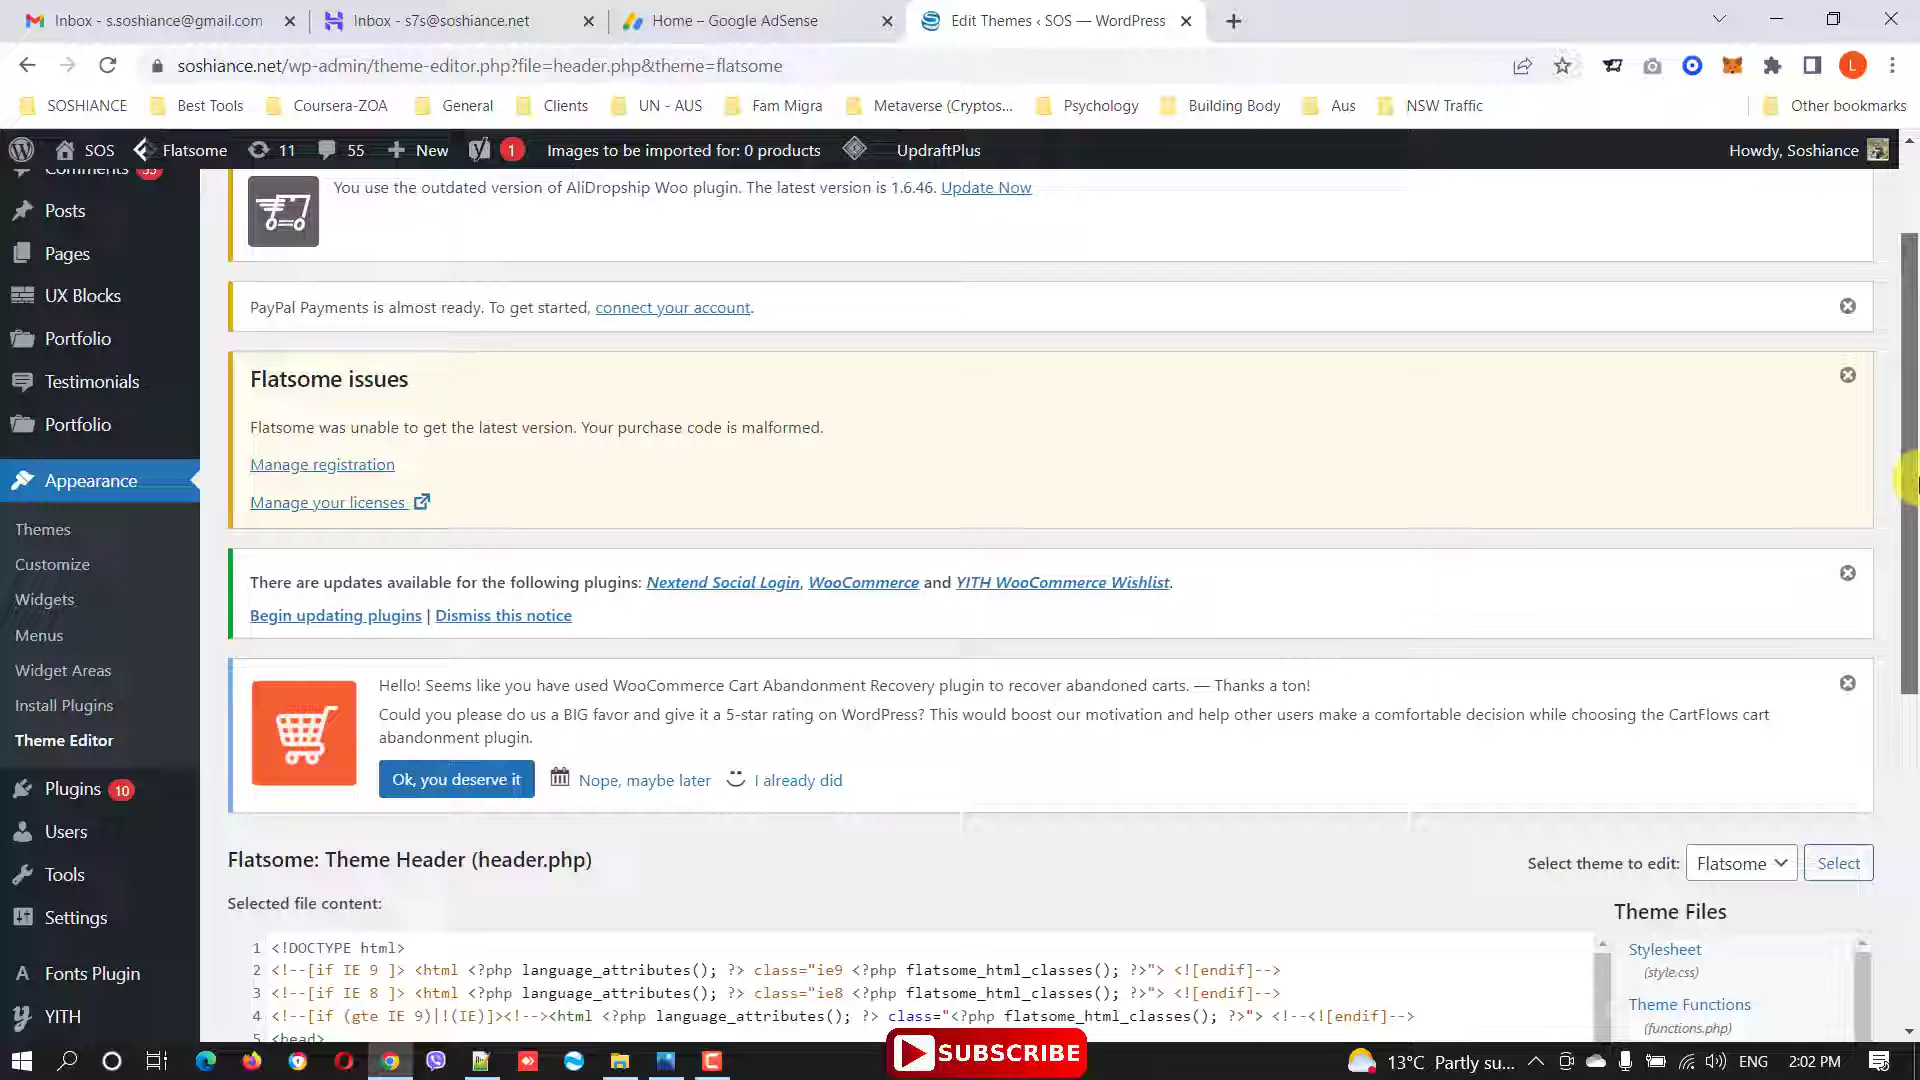 Inbox - s.soshiance@gmail.com
Inbox - s7s@soshiance.net
Home – Google AdSense
Edit Themes ‹ SOS — WordPress
soshiance.net/wp-admin/theme-editor.php?file=header.php&theme=flatsome
L
SOSHIANCE
Best Tools
Coursera-ZOA
General
Clients
UN - AUS
Fam Migra
Metaverse (Cryptos...
Psychology
Building Body
Aus
NSW Traffic
Other bookmarks
SOS
Flatsome
11
55
New
1
Images to be imported for: 0 products
UpdraftPlus
Howdy, Soshiance
Comments 55
Posts
Pages
UX Blocks
Portfolio
Testimonials
Portfolio
Appearance
Themes
Customize
Widgets
Menus
Widget Areas
Install Plugins
Theme Editor
Plugins 10
Users
Tools
Settings
Fonts Plugin
YITH
You use the outdated version of AliDropship Woo plugin. The latest version is 1.6.46. Update Now
PayPal Payments is almost ready. To get started, connect your account.
Flatsome issues
Flatsome was unable to get the latest version. Your purchase code is malformed.
Manage registration
Manage your licenses
There are updates available for the following plugins: Nextend Social Login, WooCommerce and YITH WooCommerce Wishlist.
Begin updating plugins | Dismiss this notice
Hello! Seems like you have used WooCommerce Cart Abandonment Recovery plugin to recover abandoned carts. — Thanks a ton!
Could you please do us a BIG favor and give it a 5-star rating on WordPress? This would boost our motivation and help other users make a comfortable decision while choosing the CartFlows cart
abandonment plugin.
Ok, you deserve it
Nope, maybe later
I already did
Flatsome: Theme Header (header.php)
Select theme to edit:
Flatsome
Select
Selected file content:
Theme Files
Stylesheet
(style.css)
Theme Functions
(functions.php)
1 <!DOCTYPE html>
2 <!--[if IE 9 ]> <html <?php language_attributes(); ?> class="ie9 <?php flatsome_html_classes(); ?>"> <![endif]-->
3 <!--[if IE 8 ]> <html <?php language_attributes(); ?> class="ie8 <?php flatsome_html_classes(); ?>"> <![endif]-->
4 <!--[if (gte IE 9)|!(IE)]><!--><html <?php language_attributes(); ?> class="<?php flatsome_html_classes(); ?>"> <!--<![endif]-->
5 <head>
SUBSCRIBE
13°C Partly su...
ENG
2:02 PM